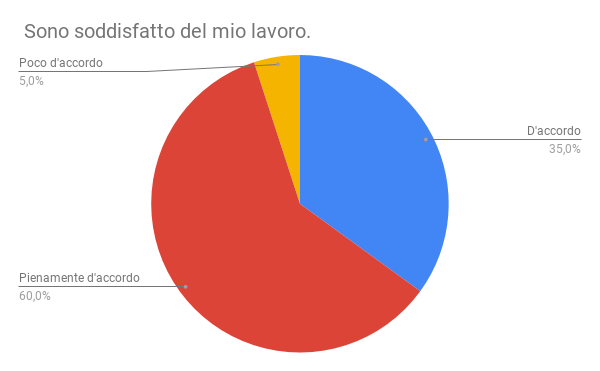 Sono soddisfatto del mio lavoro.
Poco d'accordo
5,0%
D'accordo
35,0%
Pienamente d'accordo
60,0%